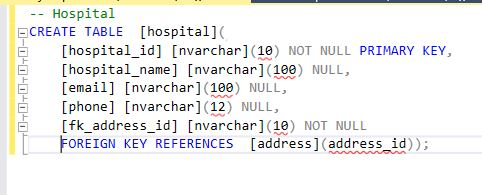 -- Hospital
CREATE TABLE [hospital](
[hospital_id] [nvarchar](10) NOT NULL PRIMARY KEY,
[hospital_name] [nvarchar](100) NULL,
[email] [nvarchar](100) NULL,
[phone] [nvarchar](12) NULL,
[fk_address_id] [nvarchar](10) NOT NULL
FOREIGN KEY REFERENCES [address](address_id));